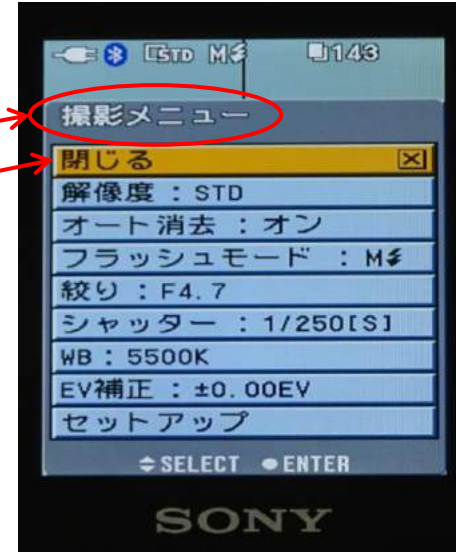 STD M 143
撮影メニュー
閉じる
解像度：STD
オート消去：オン
フラッシュモード ：M
絞り：F4.7
シャッター ：1/250[S]
WB：5500K
EV補正：±0.00EV
セットアップ
SELECT ENTER
SONY